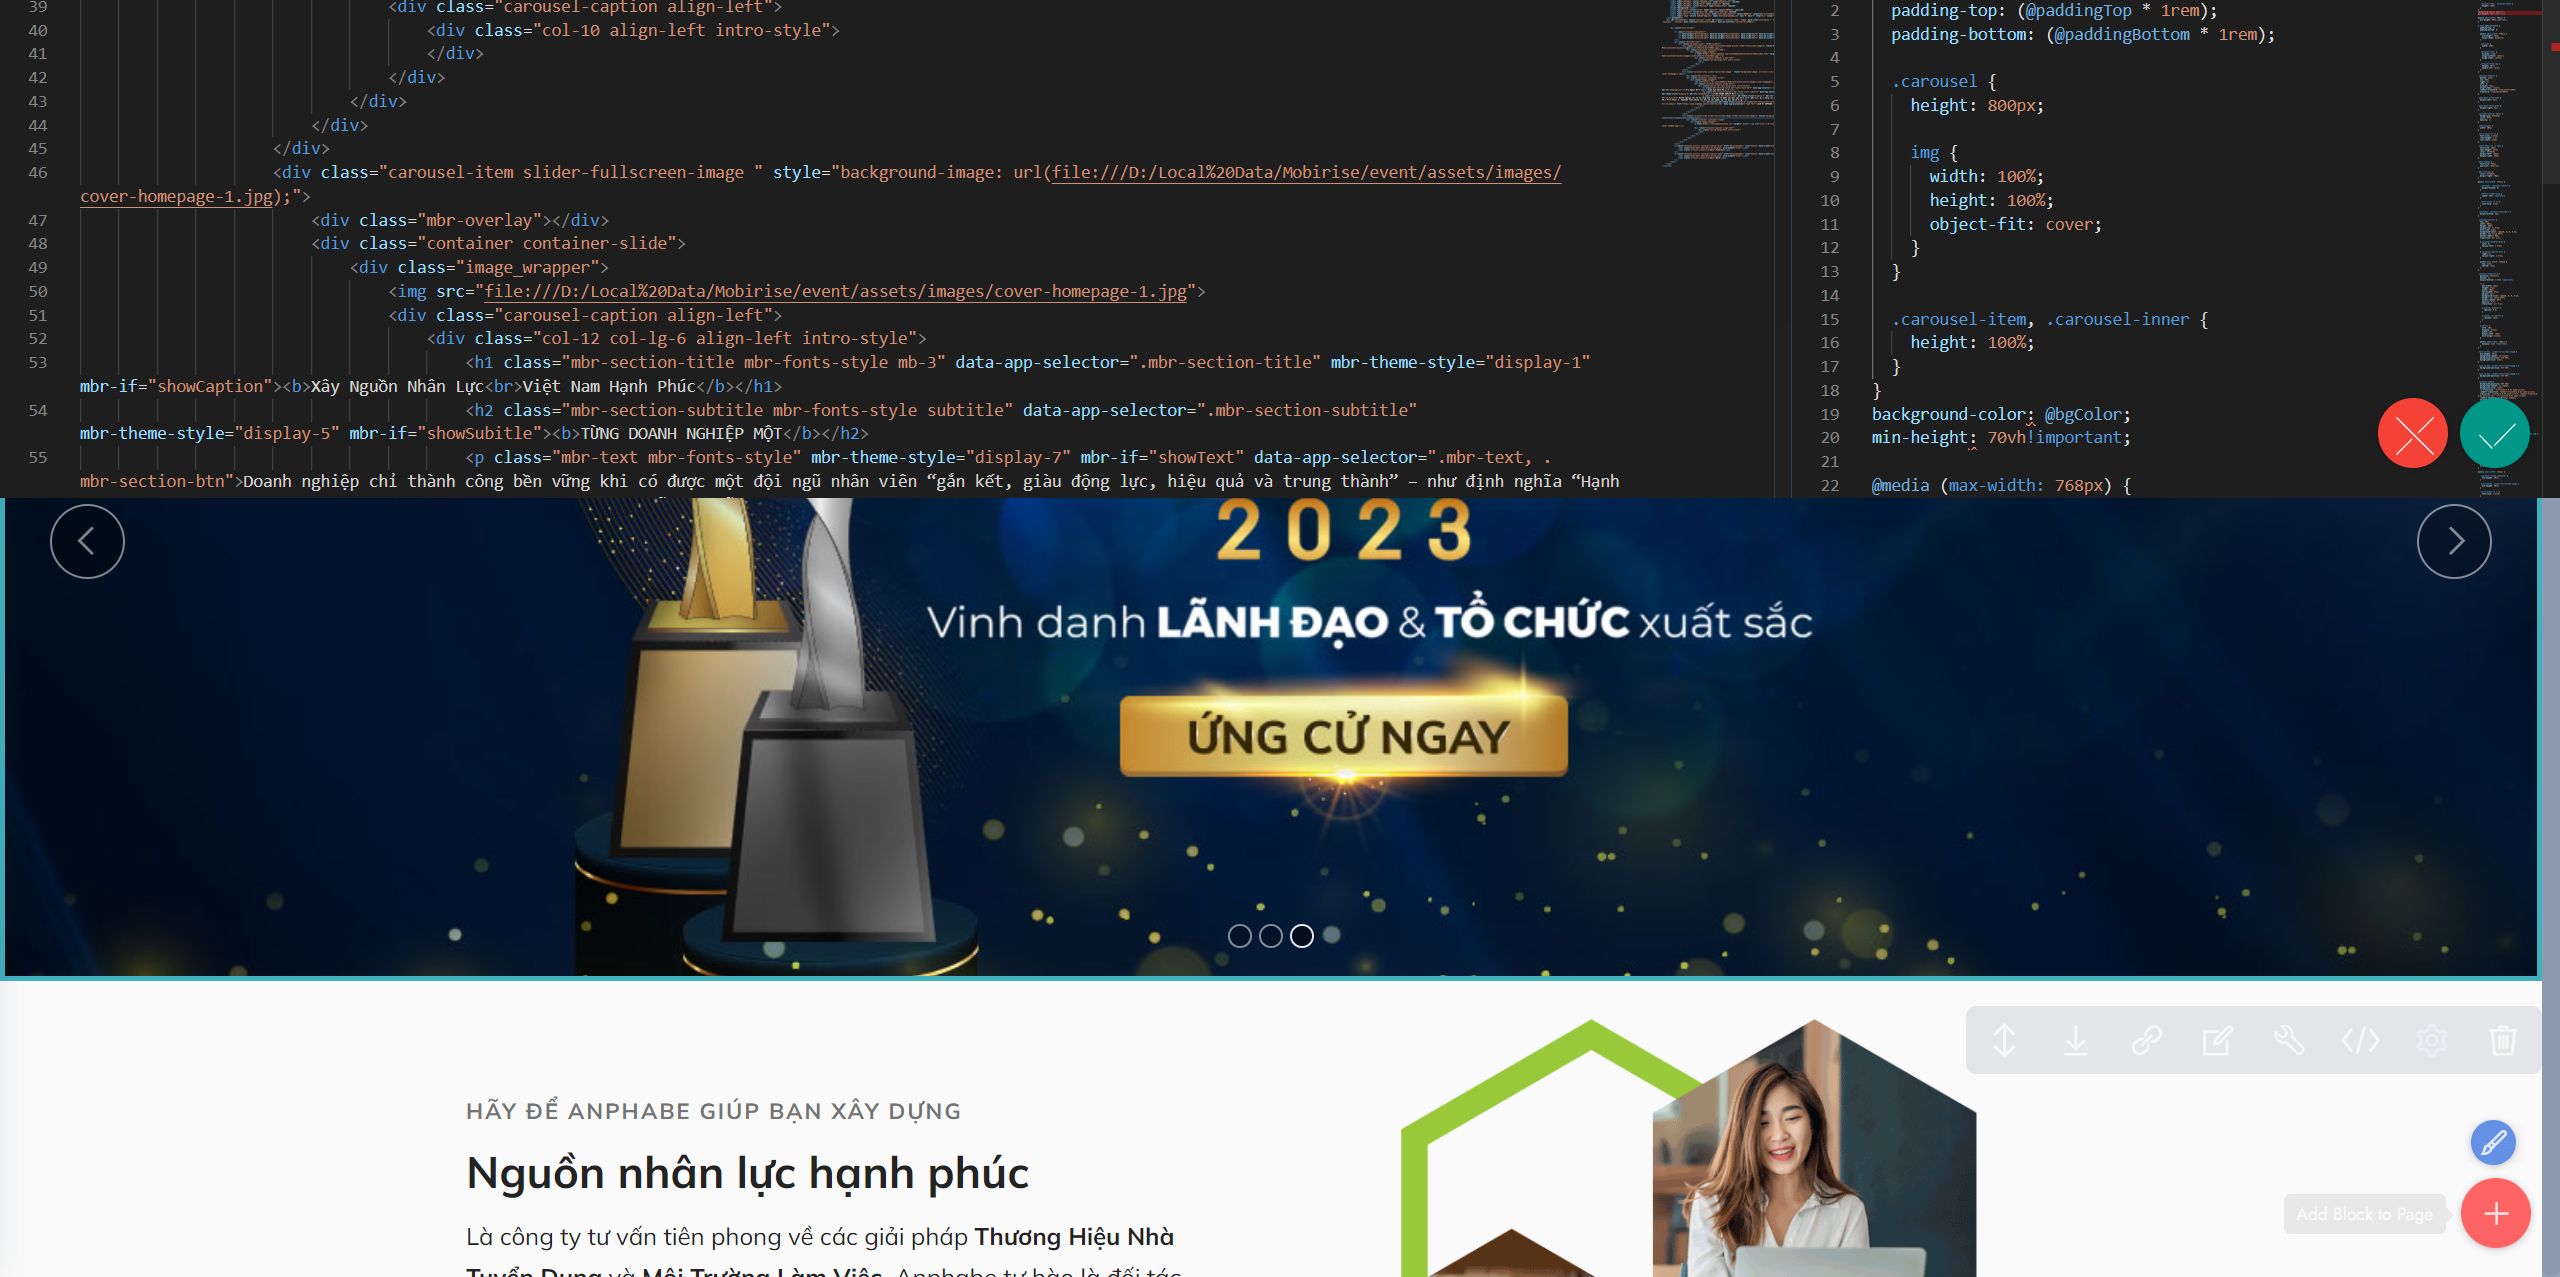 39 <div class="carousel-caption align-left">
40 <div class="col-10 align-left intro-style">
41 </div>
42 </div>
43 </div>
44 </div>
45 </div>
46 <div class="carousel-item slider-fullscreen-image " style="background-image: url(file:///D:/Local%20Data/Mobirise/event/assets/images/
cover-homepage-1.jpg);">
47 <div class="mbr-overlay"></div>
48 <div class="container container-slide">
49 <div class="image_wrapper">
50 <img src="file:///D:/Local%20Data/Mobirise/event/assets/images/cover-homepage-1.jpg">
51 <div class="carousel-caption align-left">
52 <div class="col-12 col-lg-6 align-left intro-style">
53 <h1 class="mbr-section-title mbr-fonts-style mb-3" data-app-selector=".mbr-section-title" mbr-theme-style="display-1"
mbr-if="showCaption"><b>Xây Nguồn Nhân Lực<br>Việt Nam Hạnh Phúc</b></h1>
54 <h2 class="mbr-section-subtitle mbr-fonts-style subtitle" data-app-selector=".mbr-section-subtitle"
mbr-theme-style="display-5" mbr-if="showSubitle"><b>TỪNG DOANH NGHIỆP MỘT</b></h2>
55 <p class="mbr-text mbr-fonts-style" mbr-theme-style="display-7" mbr-if="showText" data-app-selector=".mbr-text, .
mbr-section-btn">Doanh nghiệp chỉ thành công bền vững khi có được một đội ngũ nhân viên “gắn kết, giàu động lực, hiệu quả và trung thành” – như định nghĩa “Hạnh
2 padding-top: (@paddingTop * 1rem);
3 padding-bottom: (@paddingBottom * 1rem);
4
5 .carousel {
6 height: 800px;
7
8 img {
9 width: 100%;
10 height: 100%;
11 object-fit: cover;
12 }
13 }
14
15 .carousel-item, .carousel-inner {
16 height: 100%;
17 }
18 }
19 background-color: @bgColor;
20 min-height: 70vh!important;
21
22 @media (max-width: 768px) {
2023
Vinh danh LÃNH ĐẠO & TỔ CHỨC xuất sắc
ỨNG CỬ NGAY
HÃY ĐỂ ANPHABE GIÚP BẠN XÂY DỰNG
Nguồn nhân lực hạnh phúc
Là công ty tư vấn tiên phong về các giải pháp Thương Hiệu Nhà
Tuyển Dụng và Môi Trường Làm Việc, Anphabe tự hào là đối tác
Add Block to Page